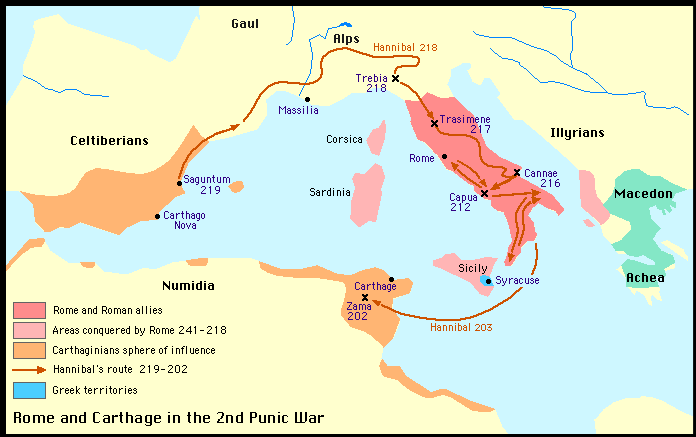 Gaul
Alps
Hannibal 218
Trebia
218
Massilia
Trasimene
217
Celtiberians
Illyrians
Corsica
Rome
Cannae
216
Saguntum
219
Sardinia
Capua
212
Macedon
Carthago
Nova
Sicily
Achea
Syracuse
Numidia
Carthage
Zama
202
Hannibal 203
Rome and Roman allies
Areas conquered by Rome 241-218
Carthaginians sphere of influence
Hannibal's route 219-202
Greek territories
Rome and Carthage in the 2nd Punic War